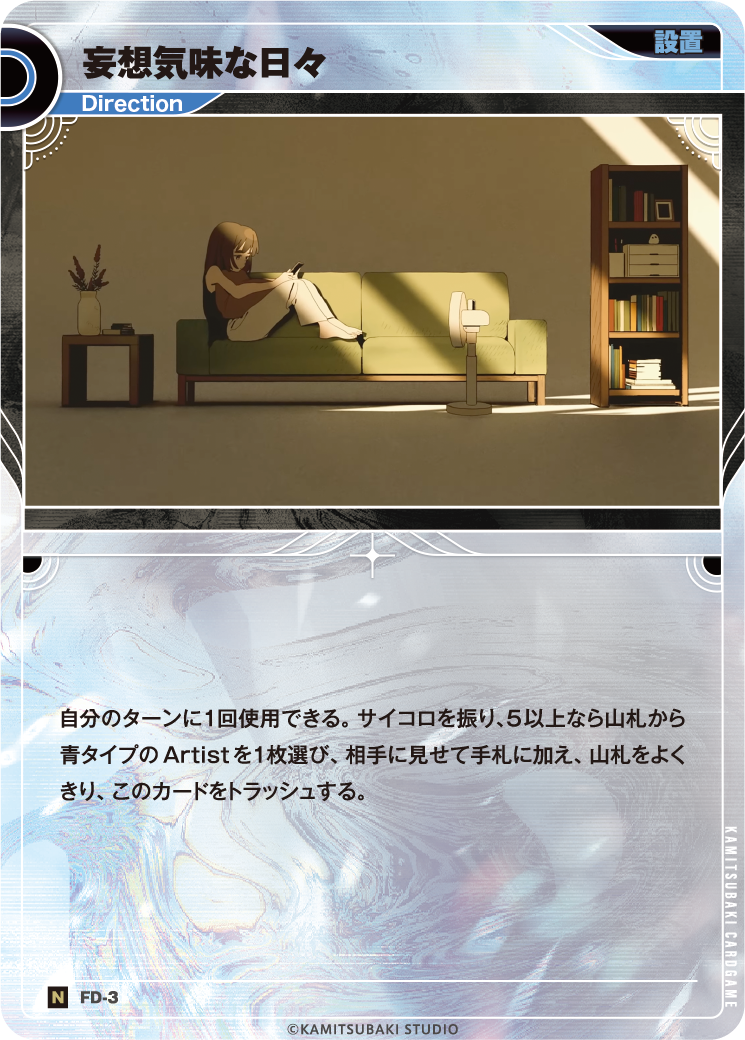 妄想気味な日々
設置
Direction
自分のターンに1回使用できる。サイコロを振り、5以上なら山札から
青タイプのArtistを1枚選び、相手に見せて手札に加え、山札をよく
きり、このカードをトラッシュする。
KAMITSUBAKI CARDGAME
N FD-3
©KAMITSUBAKI STUDIO